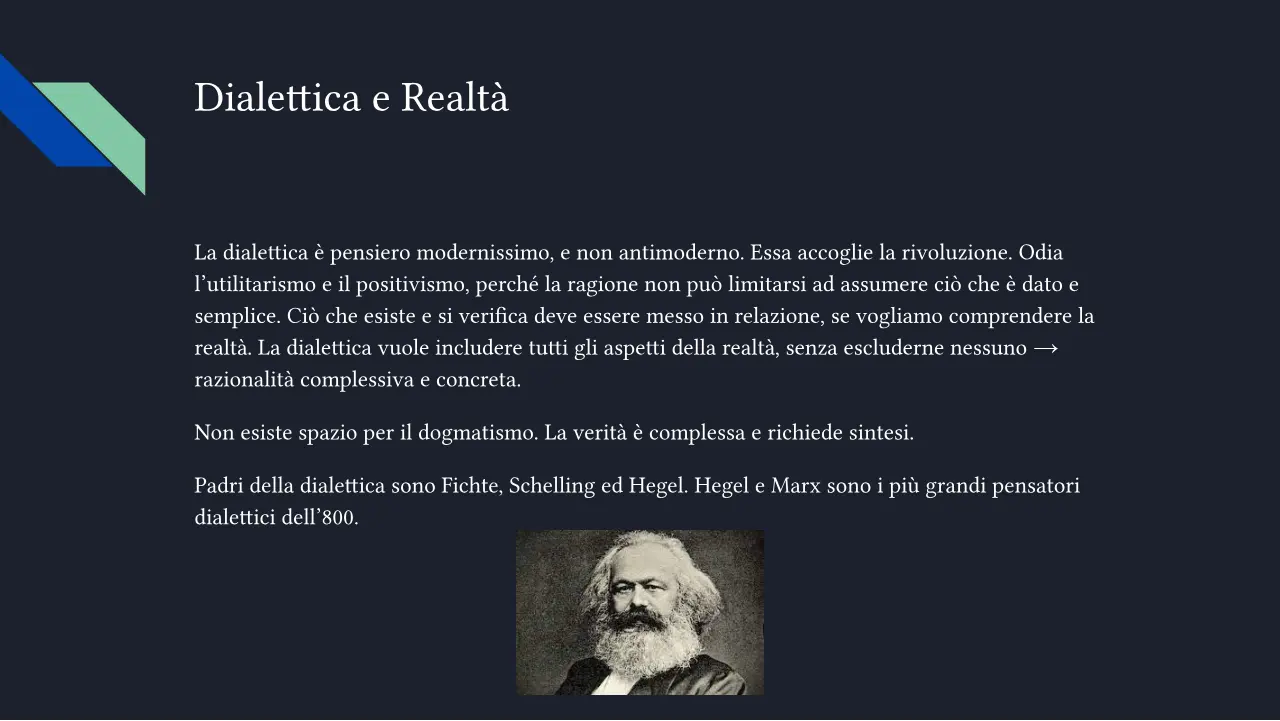 Dialettica e Realtà
La dialettica è pensiero modernissimo, e non antimoderno. Essa accoglie la rivoluzione. Odia
l’utilitarismo e il positivismo, perché la ragione non può limitarsi ad assumere ciò che è dato e
semplice. Ciò che esiste e si verifica deve essere messo in relazione, se vogliamo comprendere la
realtà. La dialettica vuole includere tutti gli aspetti della realtà, senza escluderne nessuno →
razionalità complessiva e concreta.
Non esiste spazio per il dogmatismo. La verità è complessa e richiede sintesi.
Padri della dialettica sono Fichte, Schelling ed Hegel. Hegel e Marx sono i più grandi pensatori
dialettici dell’800.